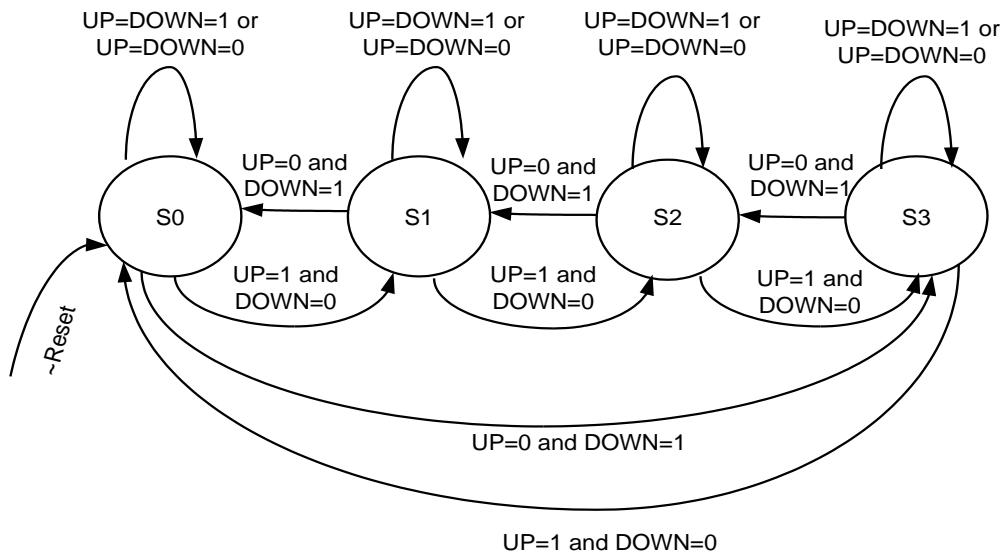 UP=DOWN=1 or
UP=DOWN=0
UP=DOWN=1 or
UP=DOWN=0
UP=DOWN=1 or
UP=DOWN=0
UP=DOWN=1 or
UP=DOWN=0
UP=0 and
DOWN=1
UP=0 and
DOWN=1
UP=0 and
DOWN=1
S0
S1
S2
S3
UP=1 and
DOWN=0
UP=1 and
DOWN=0
UP=1 and
DOWN=0
~Reset
UP=0 and DOWN=1
UP=1 and DOWN=0